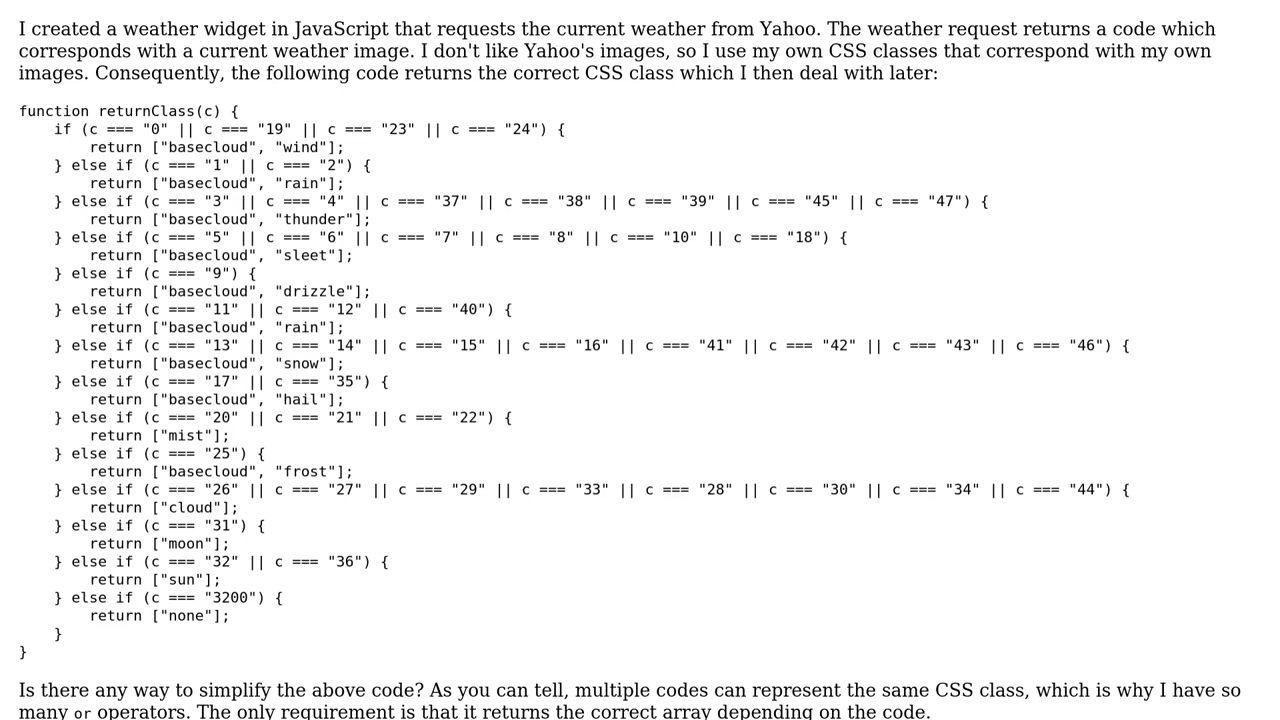 I created a weather widget in JavaScript that requests the current weather from Yahoo. The weather request returns a code which
corresponds with a current weather image. I don't like Yahoo's images, so I use my own CSS classes that correspond with my own
images. Consequently, the following code returns the correct CSS class which I then deal with later:
function returnClass(c) {
    if (c === "0" || c === "19" || c === "23" || c === "24") {
        return ["basecloud", "wind"];
    } else if (c === "1" || c === "2") {
        return ["basecloud", "rain"];
    } else if (c === "3" || c === "4" || c === "37" || c === "38" || c === "39" || c === "45" || c === "47") {
        return ["basecloud", "thunder"];
    } else if (c === "5" || c === "6" || c === "7" || c === "8" || c === "10" || c === "18") {
        return ["basecloud", "sleet"];
    } else if (c === "9") {
        return ["basecloud", "drizzle"];
    } else if (c === "11" || c === "12" || c === "40") {
        return ["basecloud", "rain"];
    } else if (c === "13" || c === "14" || c === "15" || c === "16" || c === "41" || c === "42" || c === "43" || c === "46") {
        return ["basecloud", "snow"];
    } else if (c === "17" || c === "35") {
        return ["basecloud", "hail"];
    } else if (c === "20" || c === "21" || c === "22") {
        return ["mist"];
    } else if (c === "25") {
        return ["basecloud", "frost"];
    } else if (c === "26" || c === "27" || c === "29" || c === "33" || c === "28" || c === "30" || c === "34" || c === "44") {
        return ["cloud"];
    } else if (c === "31") {
        return ["moon"];
    } else if (c === "32" || c === "36") {
        return ["sun"];
    } else if (c === "3200") {
        return ["none"];
    }
}
Is there any way to simplify the above code? As you can tell, multiple codes can represent the same CSS class, which is why I have so
many or operators. The only requirement is that it returns the correct array depending on the code.